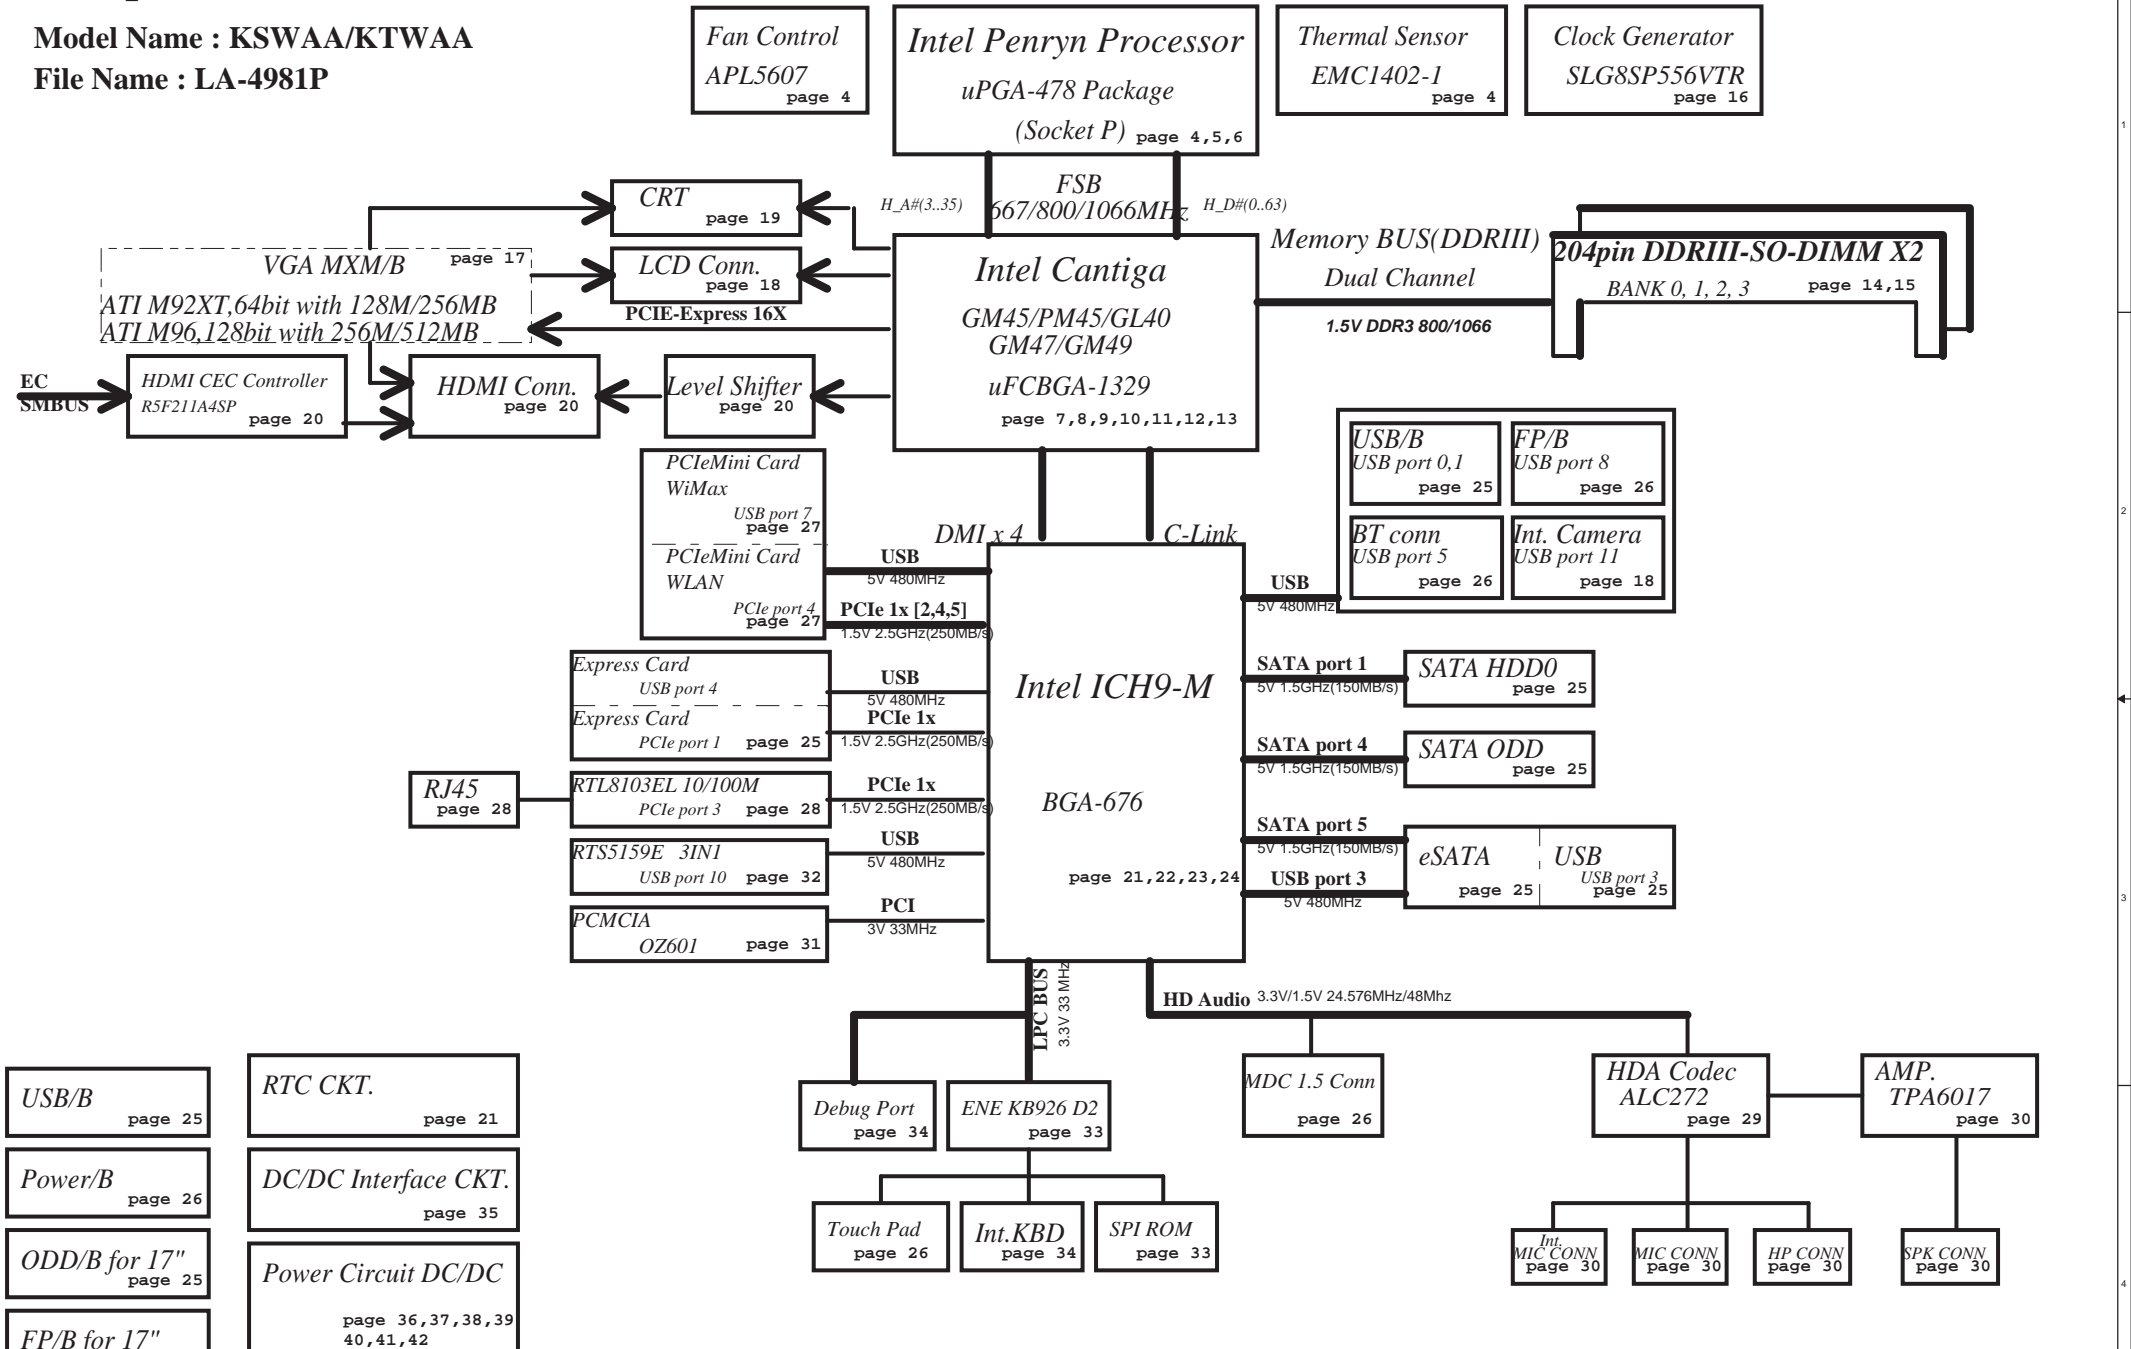 Model Name : KSWAA/KTWAA
File Name : LA-4981P
Fan Control
APL5607
page 4
Intel Penryn Processor
uPGA-478 Package
(Socket P) page 4,5,6
Thermal Sensor
EMC1402-1
page 4
Clock Generator
SLG8SP556VTR
page 16
1
H_A#(3..35)
FSB
667/800/1066MHz
H_D#(0..63)
CRT
page 19
VGA MXM/B page 17
ATI M92XT,64bit with 128M/256MB
ATI M96,128bit with 256M/512MB
LCD Conn.
page 18
PCIE-Express 16X
Intel Cantiga
GM45/PM45/GL40
GM47/GM49
uFCBGA-1329
page 7,8,9,10,11,12,13
Memory BUS(DDRIII)
Dual Channel
1.5V DDR3 800/1066
204pin DDRIII-SO-DIMM X2
BANK 0, 1, 2, 3 page 14,15
EC
SMBUS
HDMI CEC Controller
R5F211A4SP
page 20
HDMI Conn.
page 20
Level Shifter
page 20
USB/B
USB port 0,1
page 25
FP/B
USB port 8
page 26
BT conn
USB port 5
page 26
Int. Camera
USB port 11
page 18
2
PCIeMini Card
WiMax
USB port 7
page 27
PCIeMini Card
WLAN
PCIe port 4
page 27
DMI x 4
C-Link
USB
5V 480MHz
PCIe 1x [2,4,5]
1.5V 2.5GHz(250MB/s)
USB
5V 480MHz
Express Card
USB port 4
Express Card
PCIe port 1 page 25
USB
5V 480MHz
PCIe 1x
1.5V 2.5GHz(250MB/s)
Intel ICH9-M
BGA-676
page 21,22,23,24
SATA port 1
5V 1.5GHz(150MB/s)
SATA HDD0
page 25
SATA port 4
5V 1.5GHz(150MB/s)
SATA ODD
page 25
RJ45
page 28
RTL8103EL 10/100M
PCIe port 3 page 28
PCIe 1x
1.5V 2.5GHz(250MB/s)
RTS5159E 3IN1
USB port 10 page 32
USB
5V 480MHz
SATA port 5
5V 1.5GHz(150MB/s)
USB port 3
5V 480MHz
eSATA
page 25
USB
USB port 3
page 25
3
PCMCIA
OZ601 page 31
PCI
3V 33MHz
LPC BUS
3.3V 33 MHz
HD Audio 3.3V/1.5V 24.576MHz/48Mhz
Debug Port
page 34
ENE KB926 D2
page 33
MDC 1.5 Conn
page 26
HDA Codec
ALC272
page 29
AMP.
TPA6017
page 30
Touch Pad
page 26
Int.KBD
page 34
SPI ROM
page 33
Int.
MIC CONN
page 30
MIC CONN
page 30
HP CONN
page 30
SPK CONN
page 30
4
USB/B
page 25
RTC CKT.
page 21
Power/B
page 26
DC/DC Interface CKT.
page 35
ODD/B for 17"
page 25
Power Circuit DC/DC
page 36,37,38,39
40,41,42
FP/B for 17"